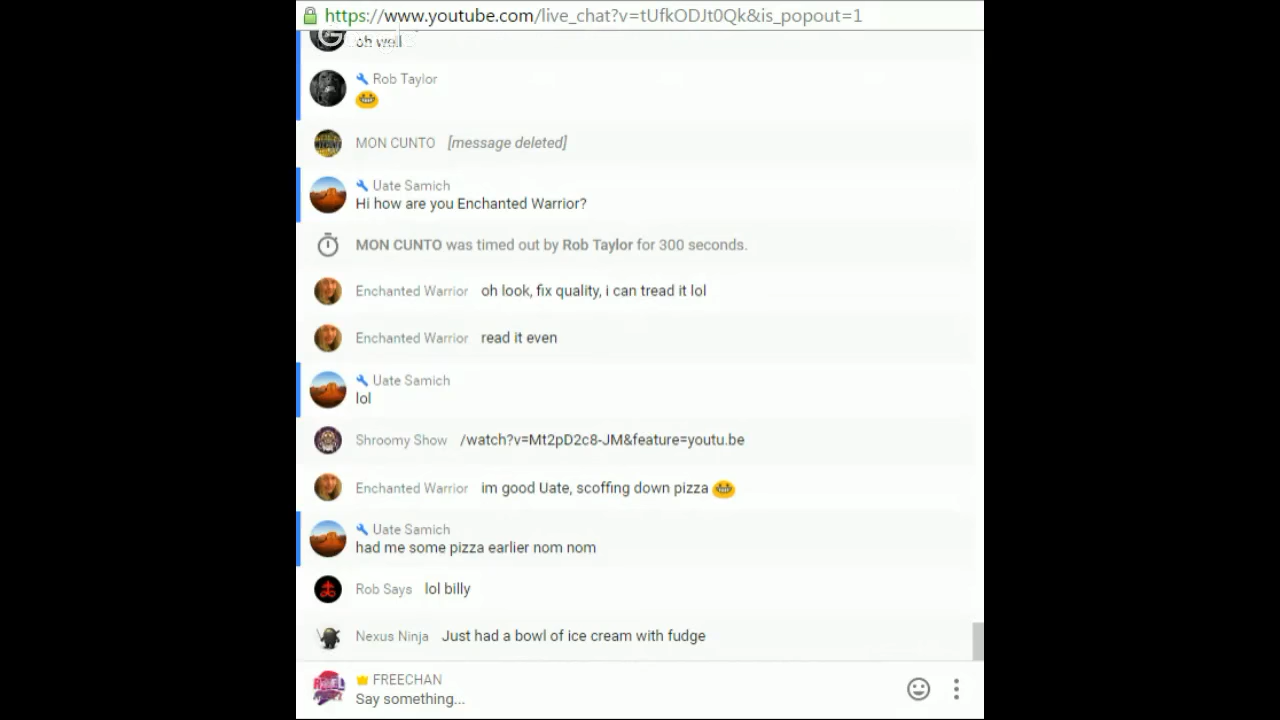 https://www.youtube.com/live_chat?v=tUfkODJt0Qk&is_popout=1
oh well
Rob Taylor
MON CUNTO [message deleted]
Uate Samich
Hi how are you Enchanted Warrior?
MON CUNTO was timed out by Rob Taylor for 300 seconds.
Enchanted Warrior oh look, fix quality, i can tread it lol
Enchanted Warrior read it even
Uate Samich
lol
Shroomy Show /watch?v=Mt2pD2c8-JM&feature=youtu.be
Enchanted Warrior im good Uate, scoffing down pizza
Uate Samich
had me some pizza earlier nom nom
Rob Says lol billy
Nexus Ninja Just had a bowl of ice cream with fudge
FREECHAN
Say something...